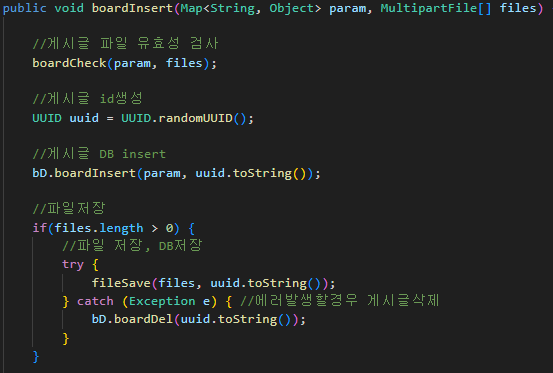 public void boardInsert(Map<String, Object> param, MultipartFile[] files)
//게시글 파일 유효성 검사
boardCheck(param, files);
//게시글 id생성
UUID uuid = UUID.randomUUID();
//게시글 DB insert
bD.boardInsert(param, uuid.toString());
//파일저장
if(files.length > 0) {
//파일 저장, DB저장
try {
fileSave(files, uuid.toString());
} catch (Exception e) { //에러발생할경우 게시글삭제
bD.boardDel(uuid.toString());
}
}